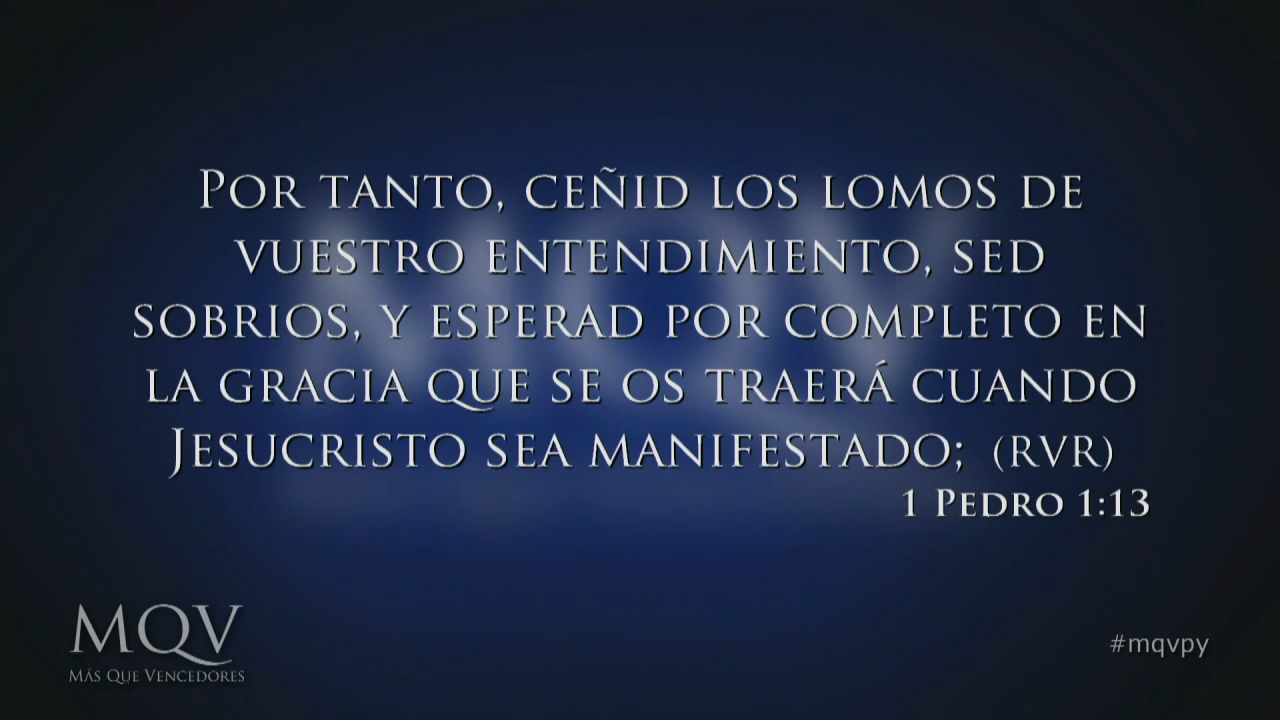 Por tanto, ceñid los lomos de
vuestro entendimiento, sed
sobrios, y esperad por completo en
la gracia que se os traerá cuando
Jesucristo sea manifestado; (RVR)
1 Pedro 1:13
MQV
Más Que Vencedores
#mqvpy